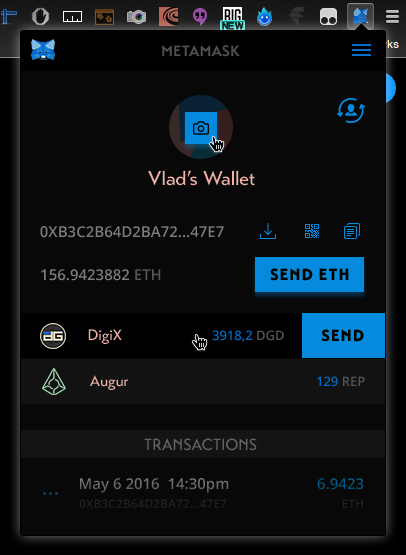 BIG
NEW
ks
METAMASK
Vlad's Wallet
0XB3C2B64D2BA72...47E7
156.9423882 ETH
SEND ETH
DigiX
3918,2 DGD
SEND
Augur
129 REP
TRANSACTIONS
May 6 2016 14:30pm
6.9423
0XB3C2B64D2BA72...47E7
ETH